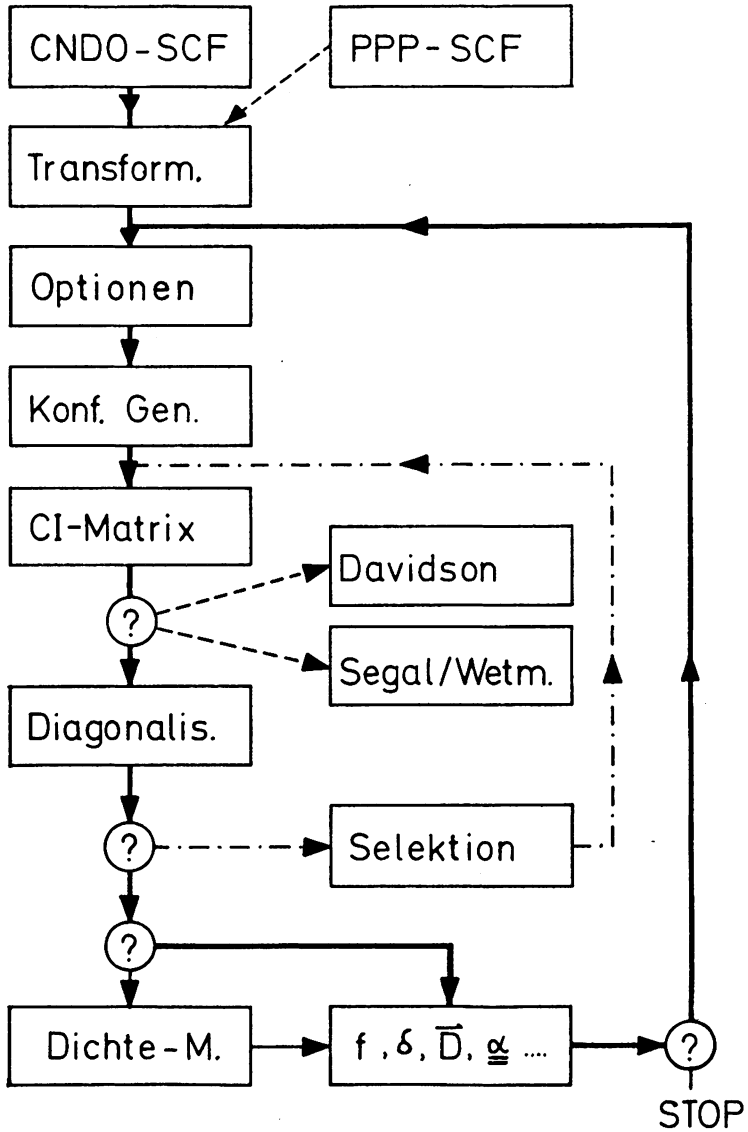 CNDO-SCF
PPP-SCF
Transform.
Optionen
Konf. Gen.
CI-Matrix
Davidson
?
Segal/Wetm.
Diagonalis.
?
Selektion
?
Dichte-M.
f, δ, D⃗, α̳ ....
?
STOP